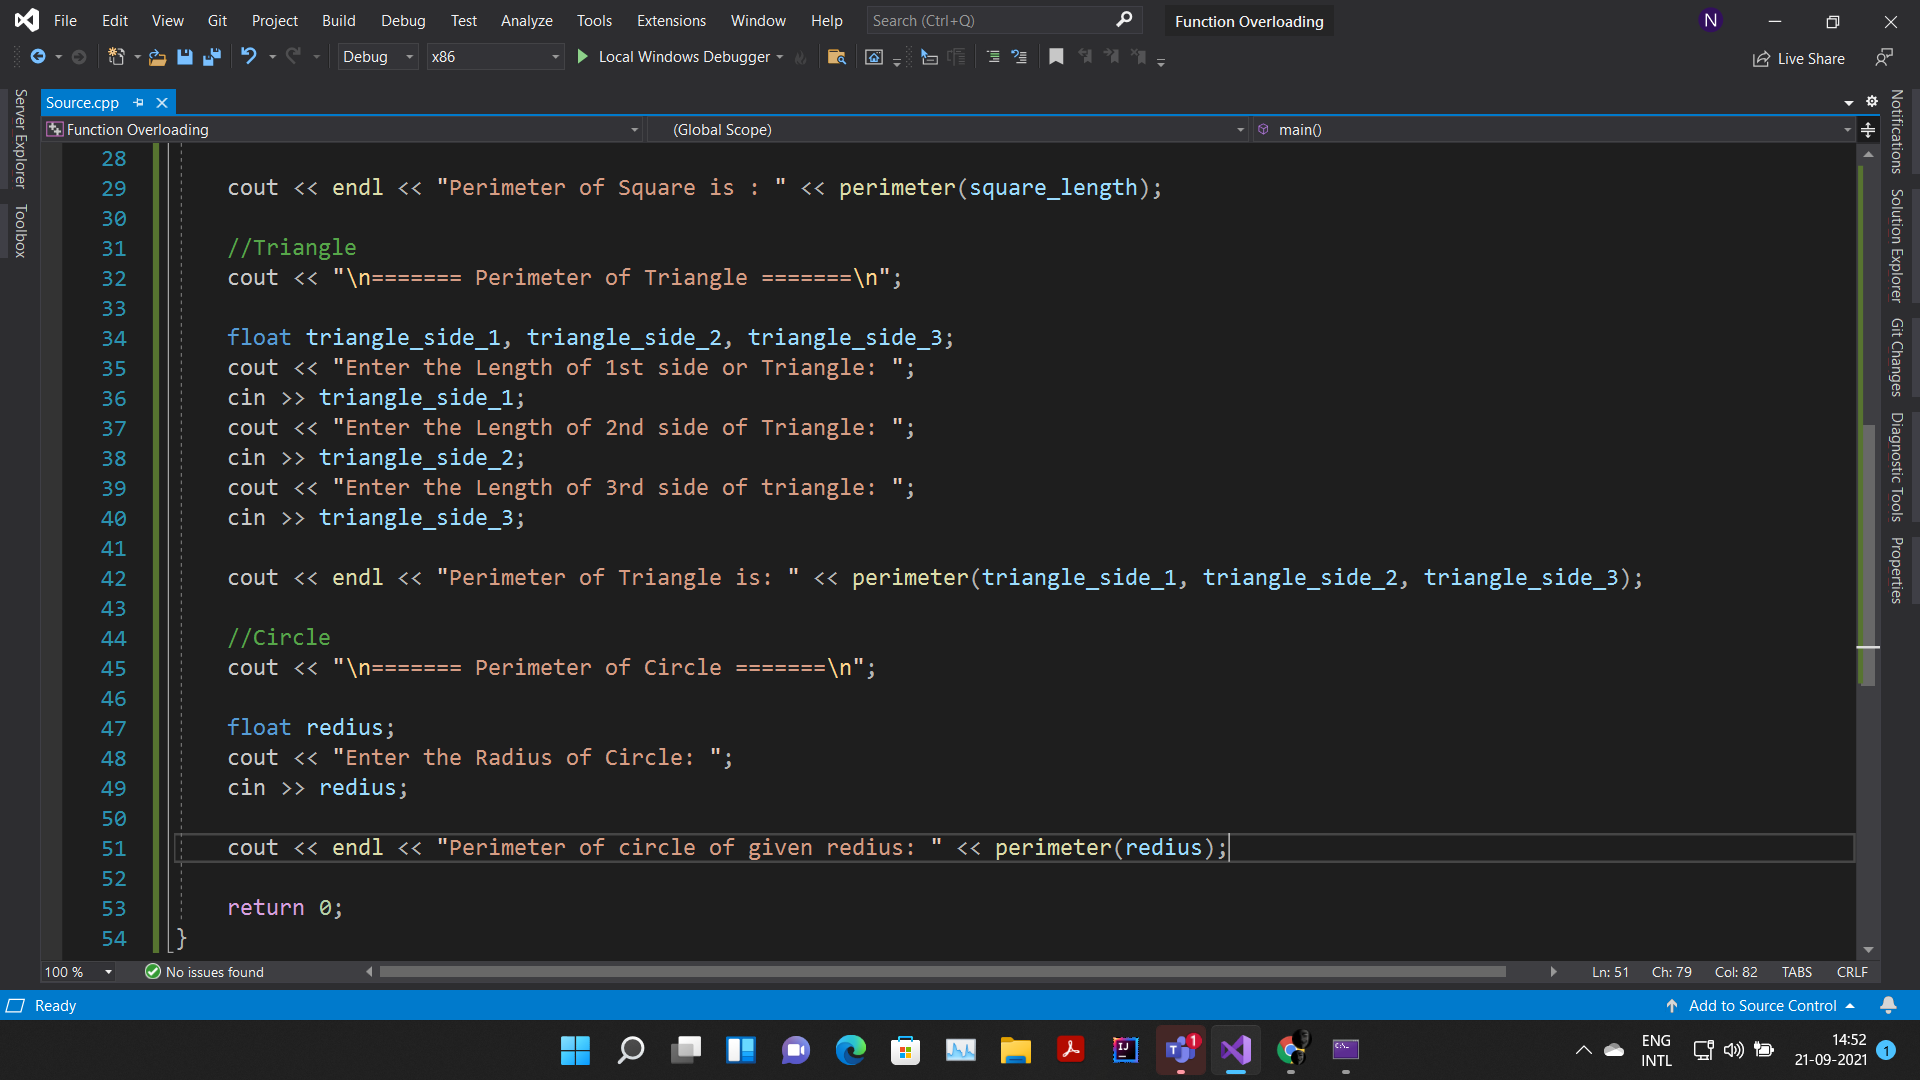 File Edit View Git Project Build Debug Test Analyze Tools Extensions Window Help Search (Ctrl+Q) Function Overloading N
Debug x86 Local Windows Debugger Live Share
Source.cpp
Function Overloading (Global Scope) main()
Server Explorer
Toolbox
28
29 cout << endl << "Perimeter of Square is : " << perimeter(square_length);
30
31 //Triangle
32 cout << "\n======= Perimeter of Triangle =======\n";
33
34 float triangle_side_1, triangle_side_2, triangle_side_3;
35 cout << "Enter the Length of 1st side or Triangle: ";
36 cin >> triangle_side_1;
37 cout << "Enter the Length of 2nd side of Triangle: ";
38 cin >> triangle_side_2;
39 cout << "Enter the Length of 3rd side of triangle: ";
40 cin >> triangle_side_3;
41
42 cout << endl << "Perimeter of Triangle is: " << perimeter(triangle_side_1, triangle_side_2, triangle_side_3);
43
44 //Circle
45 cout << "\n======= Perimeter of Circle =======\n";
46
47 float redius;
48 cout << "Enter the Radius of Circle: ";
49 cin >> redius;
50
51 cout << endl << "Perimeter of circle of given redius: " << perimeter(redius);
52
53 return 0;
54 }
Notifications
Solution Explorer
Git Changes
Diagnostic Tools
Properties
100 % No issues found Ln: 51 Ch: 79 Col: 82 TABS CRLF
Ready Add to Source Control
IJ T 1 C:\ ENG INTL 14:52 21-09-2021 1